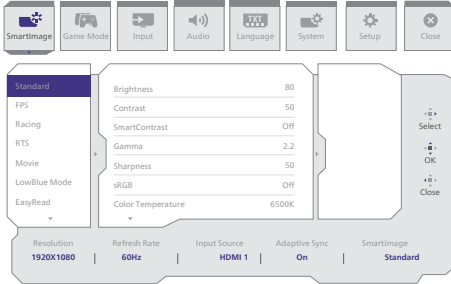 SmartImage Game Mode Input Audio TXT Language System Setup Close
Standard
FPS
Racing
RTS
Movie
LowBlue Mode
EasyRead
Brightness 80
Contrast 50
SmartContrast Off
Gamma 2.2
Sharpness 50
sRGB Off
Color Temperature 6500K
Select
OK
Close
Resolution Refresh Rate Input Source Adaptive Sync SmartImage
1920X1080 | 60Hz | HDMI 1 | On | Standard